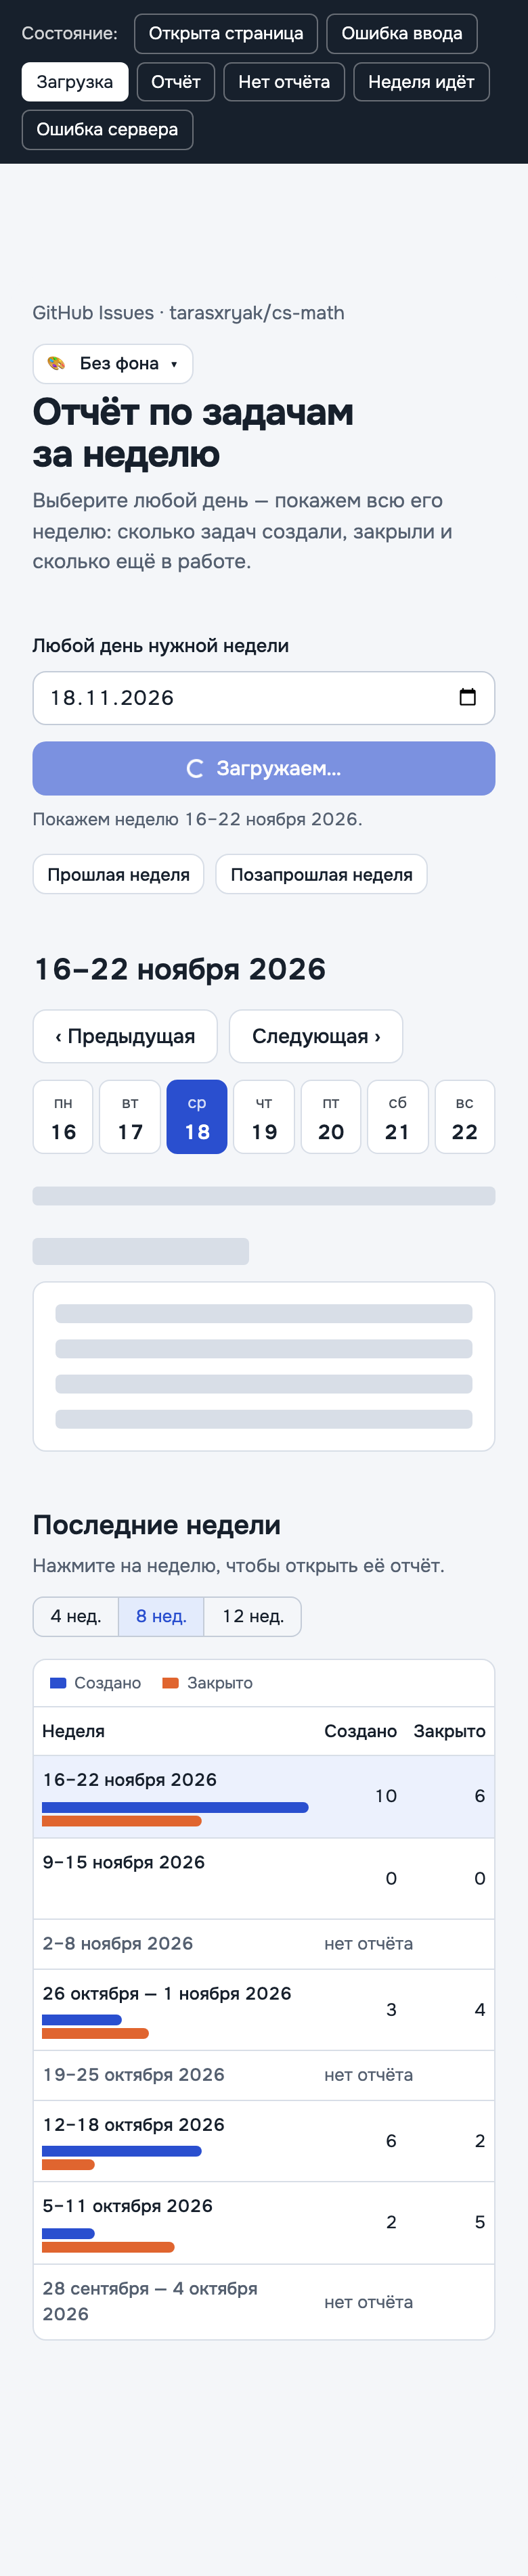 Состояние: Открыта страница Ошибка ввода
Загрузка Отчёт Нет отчёта Неделя идёт
Ошибка сервера
GitHub Issues · tarasxryak/cs-math
🎨 Без фона ▾
Отчёт по задачам
за неделю
Выберите любой день — покажем всю его
неделю: сколько задач создали, закрыли и
сколько ещё в работе.
Любой день нужной недели
18.11.2026
Загружаем…
Покажем неделю 16–22 ноября 2026.
Прошлая неделя Позапрошлая неделя
16–22 ноября 2026
‹ Предыдущая Следующая ›
пн вт ср чт пт сб вс
16 17 18 19 20 21 22
Последние недели
Нажмите на неделю, чтобы открыть её отчёт.
4 нед. 8 нед. 12 нед.
Создано Закрыто
Неделя Создано Закрыто
16–22 ноября 2026 10 6
9–15 ноября 2026 0 0
2–8 ноября 2026 нет отчёта
26 октября — 1 ноября 2026 3 4
19–25 октября 2026 нет отчёта
12–18 октября 2026 6 2
5–11 октября 2026 2 5
28 сентября — 4 октября
2026 нет отчёта